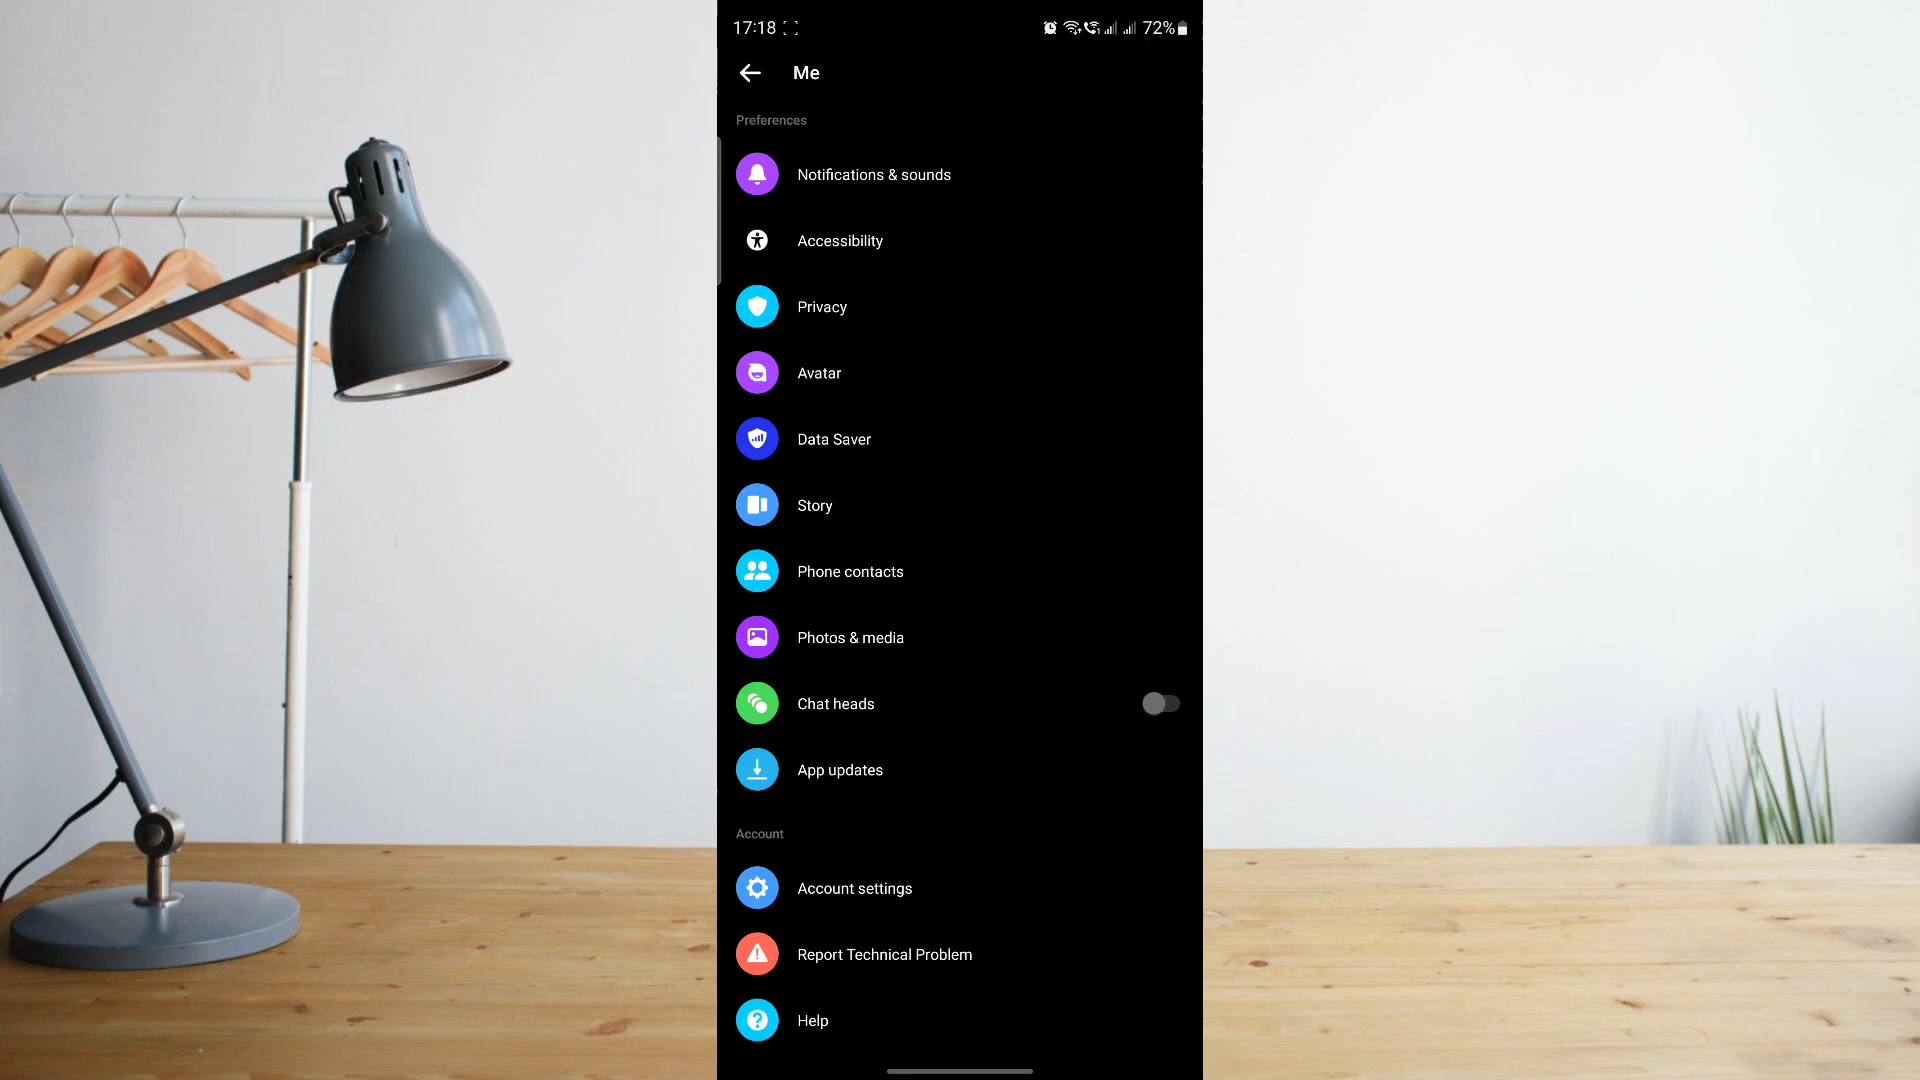 17:18 72%
Me
Preferences
Notifications & sounds
Accessibility
Privacy
Avatar
Data Saver
Story
Phone contacts
Photos & media
Chat heads
App updates
Account
Account settings
Report Technical Problem
Help